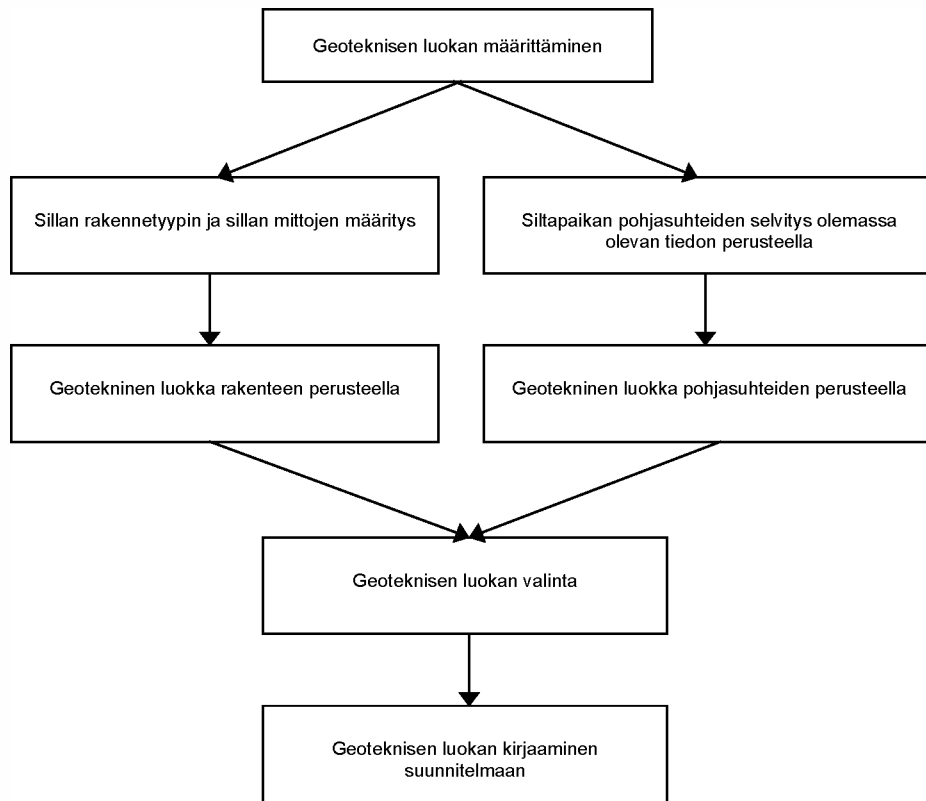 Geoteknisen luokan määrittäminen
Sillan rakennetyypin ja sillan mittojen määritys
Siltapaikan pohjasuhteiden selvitys olemassa
olevan tiedon perusteella
Geotekninen luokka rakenteen perusteella
Geotekninen luokka pohjasuhteiden perusteella
Geoteknisen luokan valinta
Geoteknisen luokan kirjaaminen
suunnitelmaan